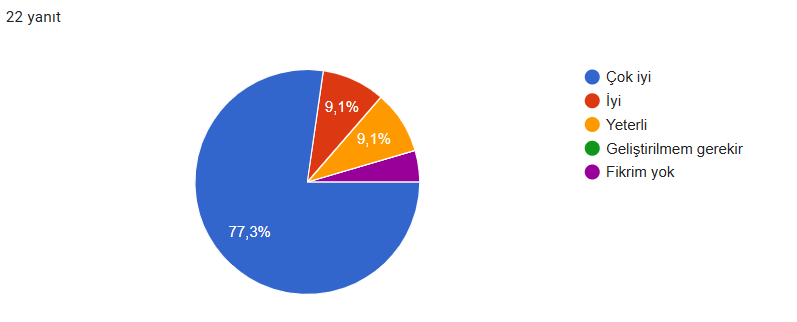 22 yanıt
Çok iyi
İyi
Yeterli
Geliştirilmem gerekir
Fikrim yok
9,1%
9,1%
77,3%